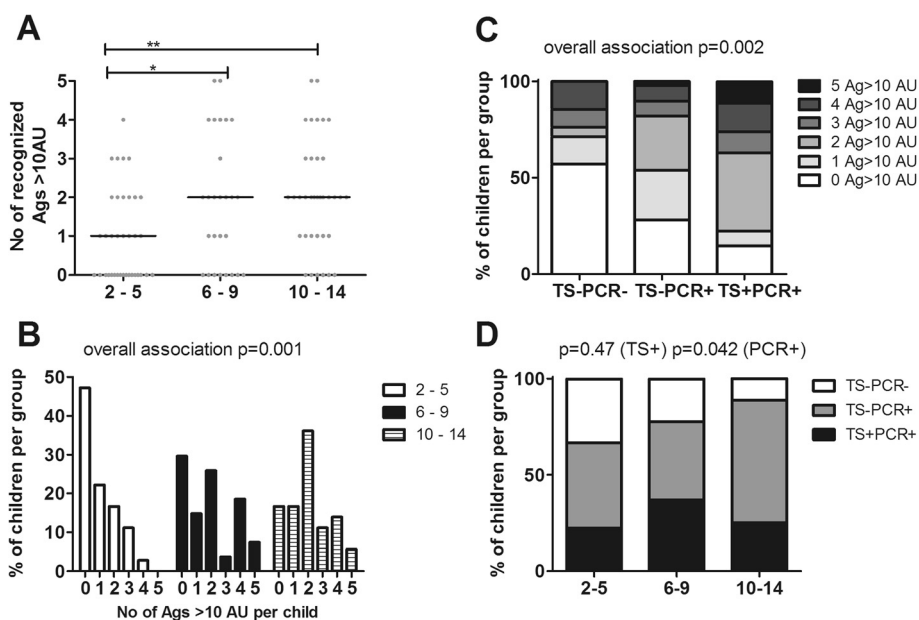 A
**
*
No of recognized
Ags >10AU
5
4
3
2
1
0
2 - 5
6 - 9
10 - 14
B
overall association p=0.001
% of children per group
50
40
30
20
10
0
2 - 5
6 - 9
10 - 14
0 1 2 3 4 5 0 1 2 3 4 5 0 1 2 3 4 5
No of Ags >10 AU per child
C
overall association p=0.002
% of children per group
100
50
0
TS-PCR-
TS-PCR+
TS+PCR+
5 Ag>10 AU
4 Ag>10 AU
3 Ag>10 AU
2 Ag>10 AU
1 Ag>10 AU
0 Ag>10 AU
D
p=0.47 (TS+) p=0.042 (PCR+)
% of children per group
100
50
0
2-5
6-9
10-14
TS-PCR-
TS-PCR+
TS+PCR+